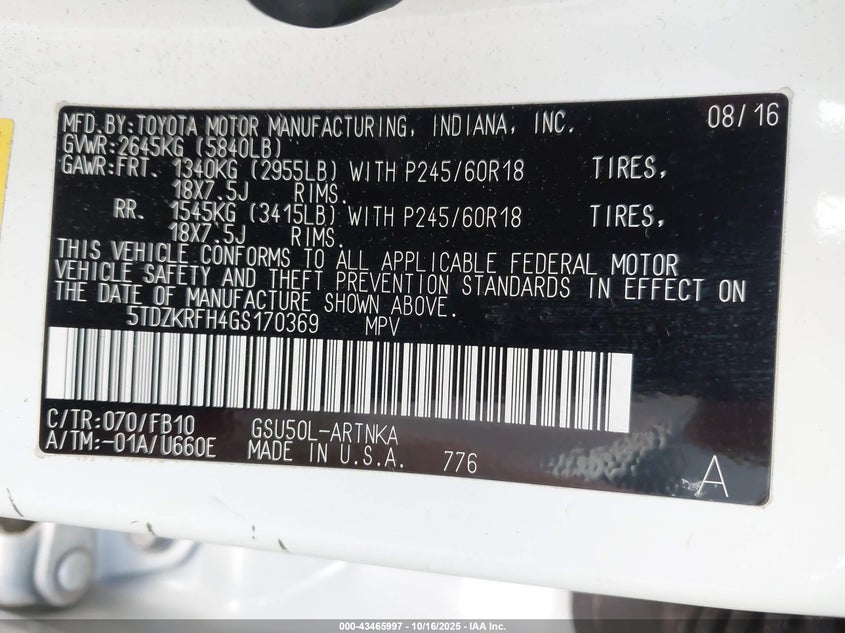 MFD.BY:TOYOTA MOTOR MANUFACTURING, INDIANA, INC. 08/16
GVWR:2645KG (5840LB)
GAWR:FRT. 1340KG (2955LB) WITH P245/60R18 TIRES,
18X7.5J RIMS.
RR. 1545KG (3415LB) WITH P245/60R18 TIRES,
18X7.5J RIMS.
THIS VEHICLE CONFORMS TO ALL APPLICABLE FEDERAL MOTOR
VEHICLE SAFETY AND THEFT PREVENTION STANDARDS IN EFFECT ON
THE DATE OF MANUFACTURE SHOWN ABOVE.
5TDZKRFH4GS170369 MPV
C/TR:070/FB10 GSU50L-ARTNKA
A/TM:-01A/U660E MADE IN U.S.A. 776 A
000-43465997 - 10/16/2025 - IAA Inc.